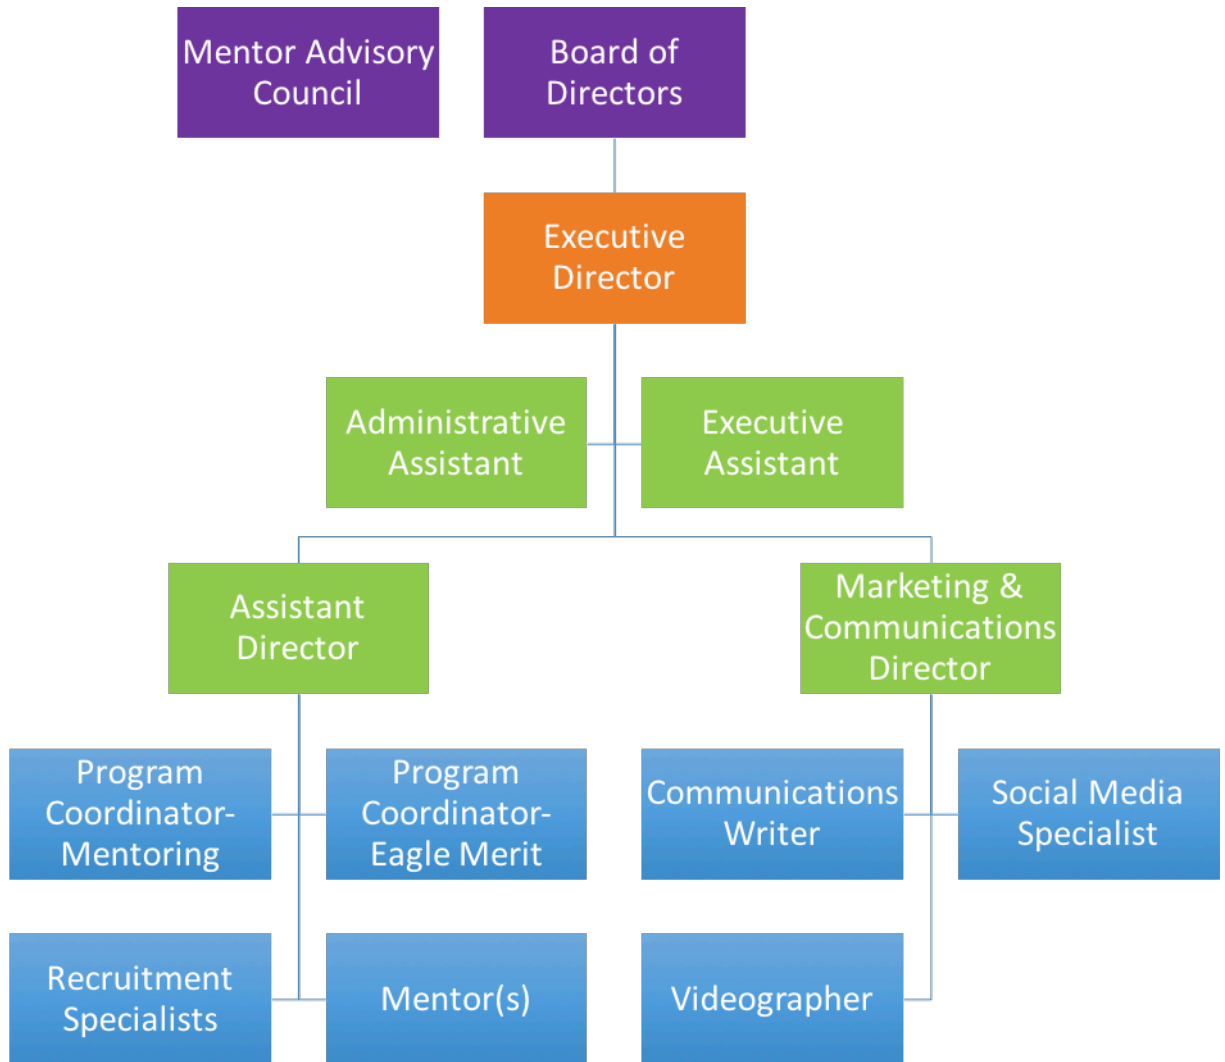 Mentor Advisory
Council
Board of
Directors
Executive
Director
Administrative
Assistant
Executive
Assistant
Assistant
Director
Marketing &
Communications
Director
Program
Coordinator-
Mentoring
Program
Coordinator-
Eagle Merit
Communications
Writer
Social Media
Specialist
Recruitment
Specialists
Mentor(s)
Videographer